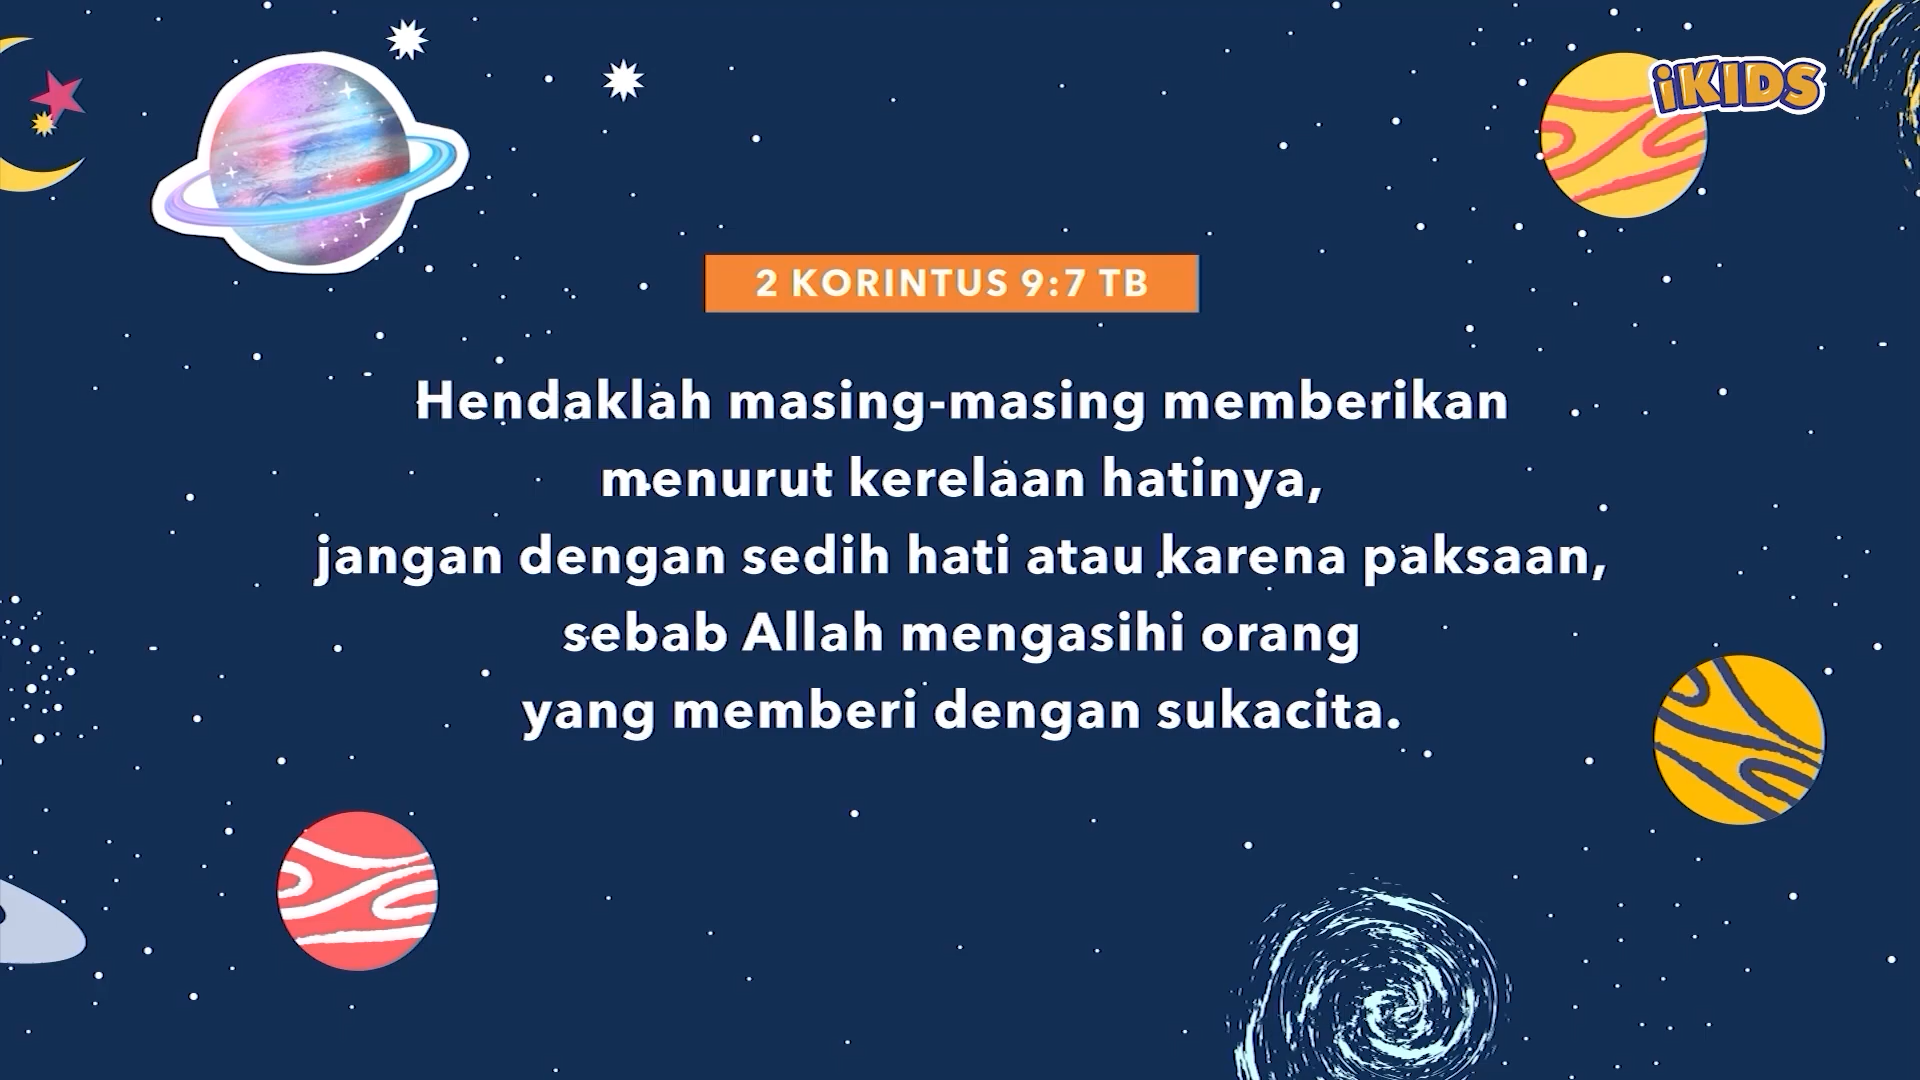 iKIDS
2 KORINTUS 9:7 TB
Hendaklah masing-masing memberikan
menurut kerelaan hatinya,
jangan dengan sedih hati atau karena paksaan,
sebab Allah mengasihi orang
yang memberi dengan sukacita.